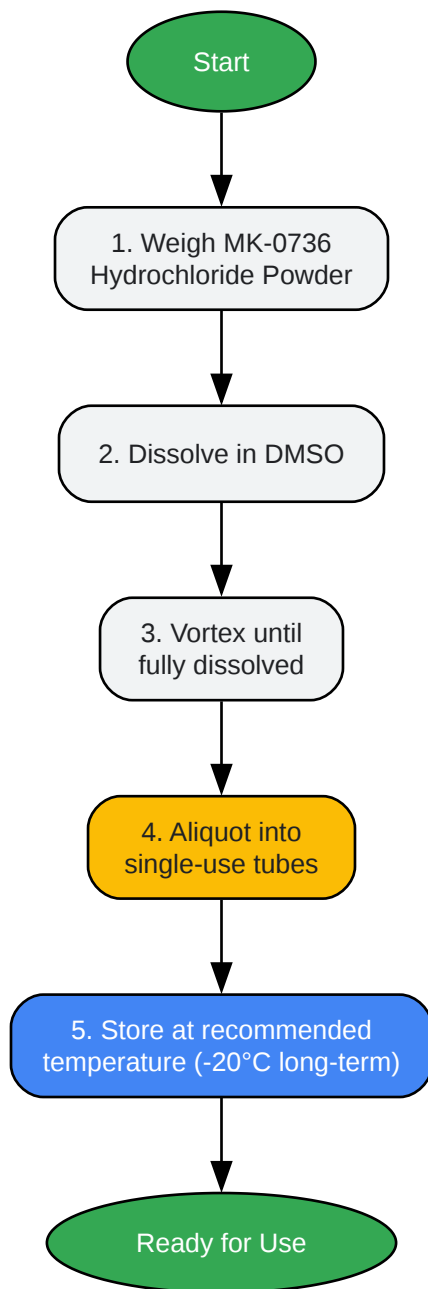 Start
1. Weigh MK-0736
Hydrochloride Powder
2. Dissolve in DMSO
3. Vortex until
fully dissolved
4. Aliquot into
single-use tubes
5. Store at recommended
temperature (-20°C long-term)
Ready for Use